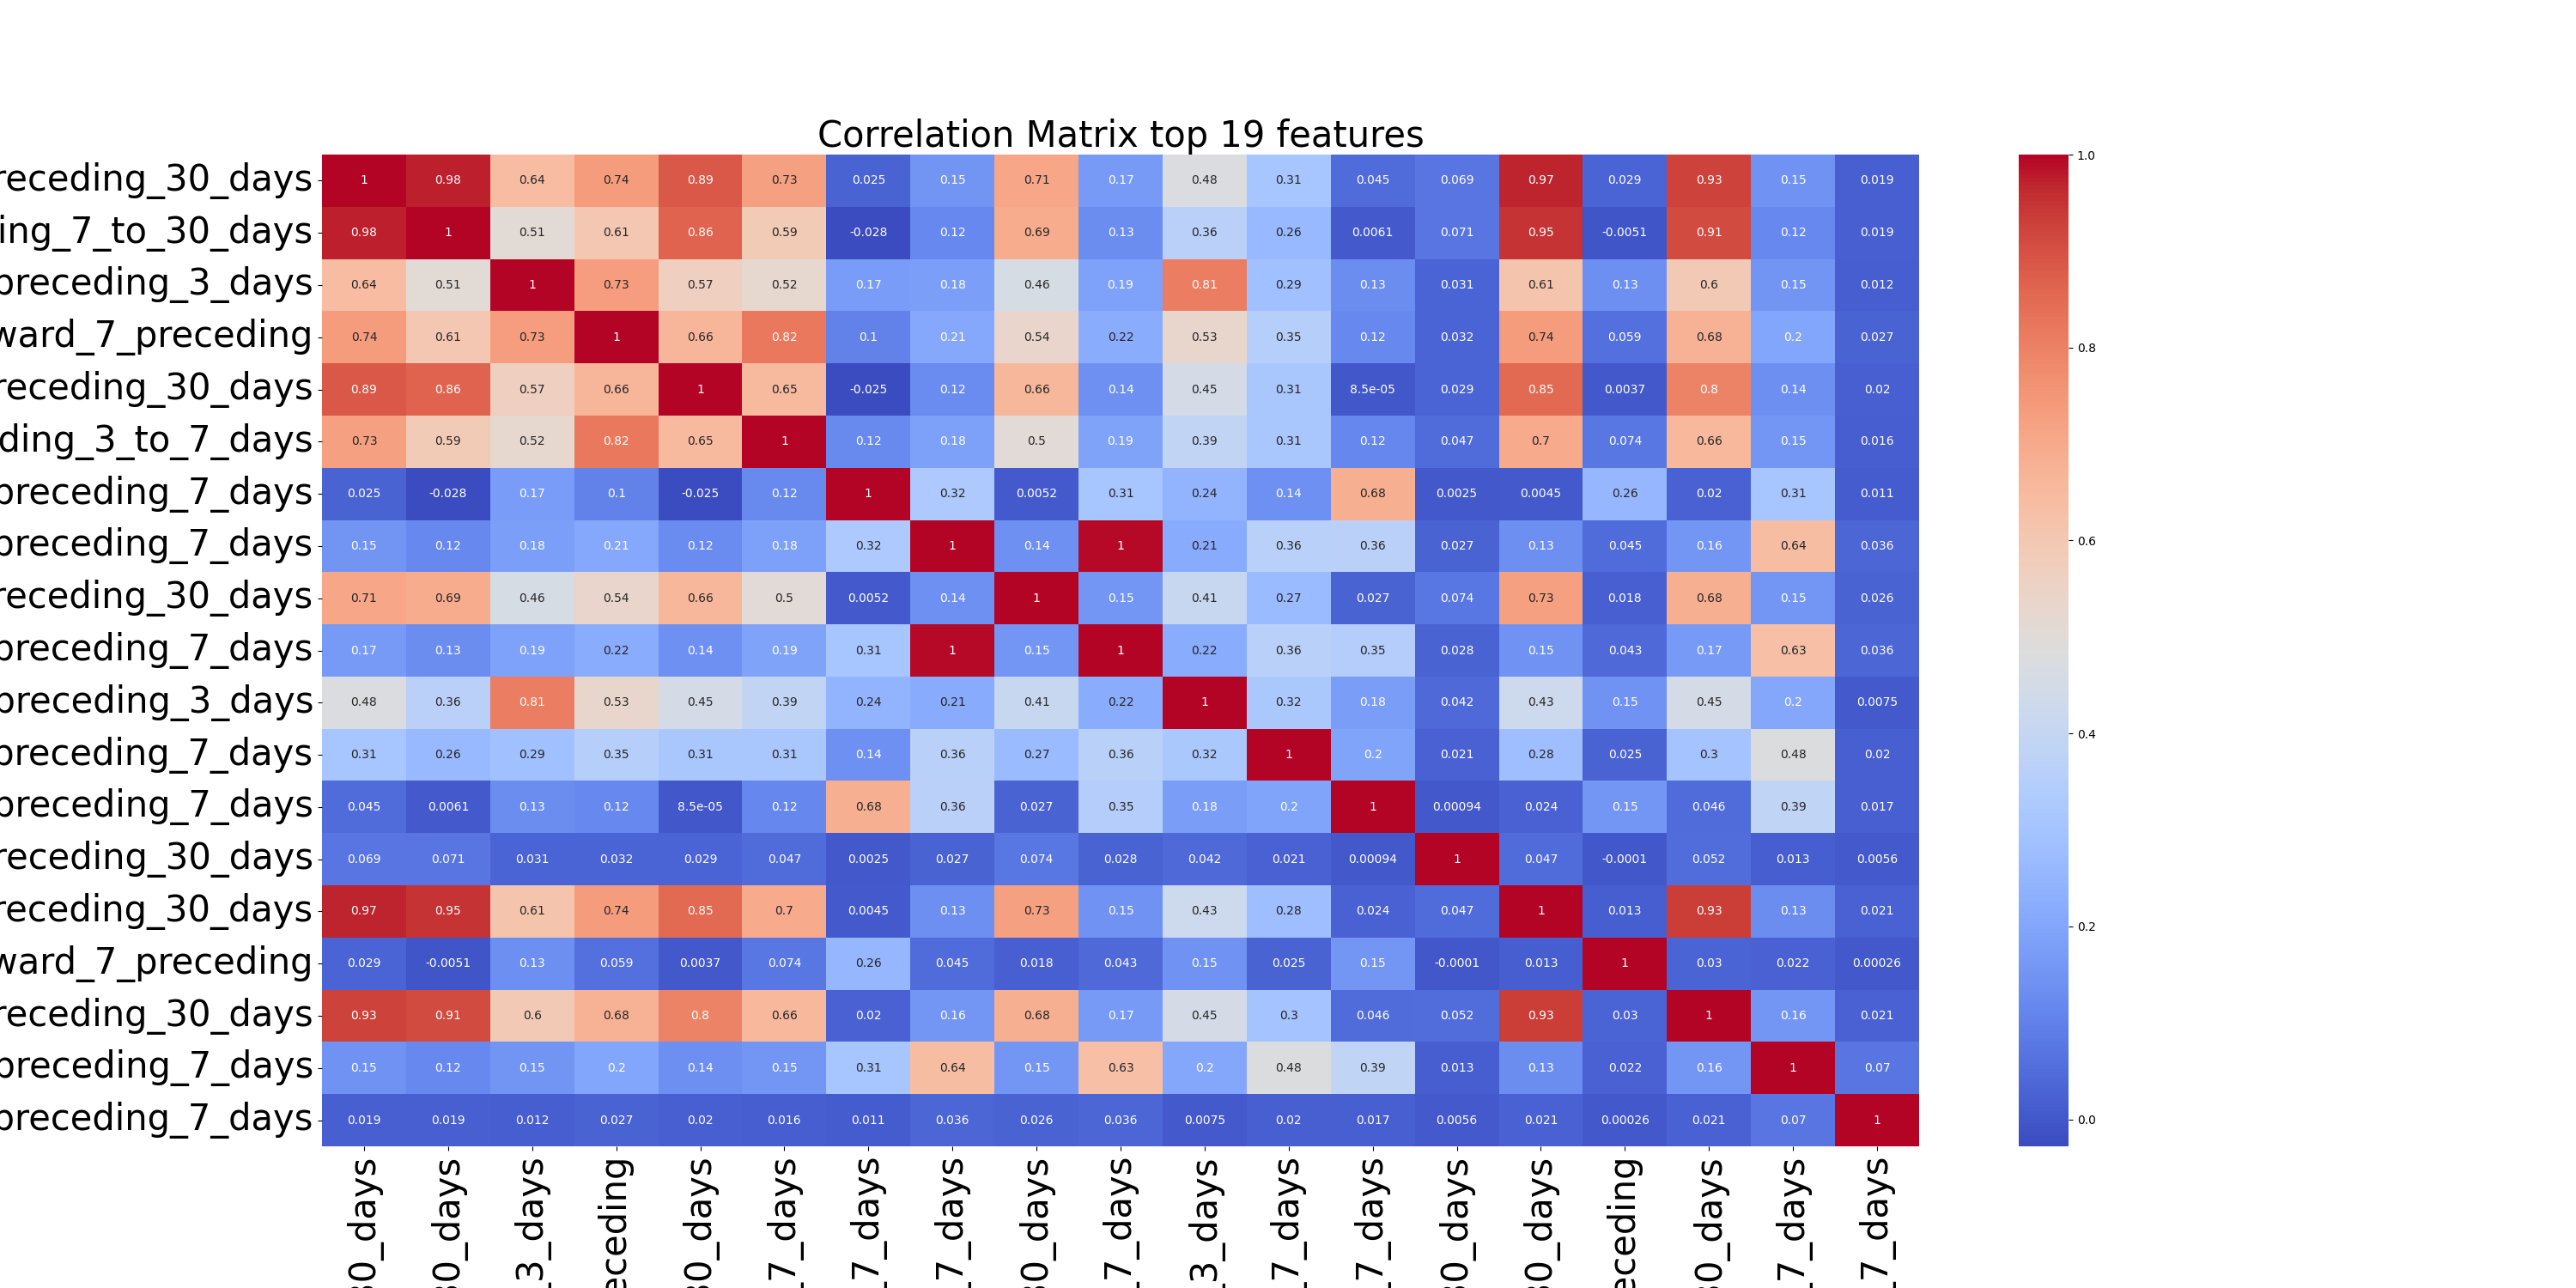 Correlation Matrix top 19 features
receding_30_days 1 0.98 0.64 0.74 0.89 0.73 0.025 0.15 0.71 0.17 0.48 0.31 0.045 0.069 0.97 0.029 0.93 0.15 0.019
ing_7_to_30_days 0.98 1 0.51 0.61 0.86 0.59 -0.028 0.12 0.69 0.13 0.36 0.26 0.0061 0.071 0.95 -0.0051 0.91 0.12 0.019
preceding_3_days 0.64 0.51 1 0.73 0.57 0.52 0.17 0.18 0.46 0.19 0.81 0.29 0.13 0.031 0.61 0.13 0.6 0.15 0.012
ward_7_preceding 0.74 0.61 0.73 1 0.66 0.82 0.1 0.21 0.54 0.22 0.53 0.35 0.12 0.032 0.74 0.059 0.68 0.2 0.027
receding_30_days 0.89 0.86 0.57 0.66 1 0.65 -0.025 0.12 0.66 0.14 0.45 0.31 8.5e-05 0.029 0.85 0.0037 0.8 0.14 0.02
ding_3_to_7_days 0.73 0.59 0.52 0.82 0.65 1 0.12 0.18 0.5 0.19 0.39 0.31 0.12 0.047 0.7 0.074 0.66 0.15 0.016
preceding_7_days 0.025 -0.028 0.17 0.1 -0.025 0.12 1 0.32 0.0052 0.31 0.24 0.14 0.68 0.0025 0.0045 0.26 0.02 0.31 0.011
preceding_7_days 0.15 0.12 0.18 0.21 0.12 0.18 0.32 1 0.14 1 0.21 0.36 0.36 0.027 0.13 0.045 0.16 0.64 0.036
receding_30_days 0.71 0.69 0.46 0.54 0.66 0.5 0.0052 0.14 1 0.15 0.41 0.27 0.027 0.074 0.73 0.018 0.68 0.15 0.026
preceding_7_days 0.17 0.13 0.19 0.22 0.14 0.19 0.31 1 0.15 1 0.22 0.36 0.35 0.028 0.15 0.043 0.17 0.63 0.036
preceding_3_days 0.48 0.36 0.81 0.53 0.45 0.39 0.24 0.21 0.41 0.22 1 0.32 0.18 0.042 0.43 0.15 0.45 0.2 0.0075
preceding_7_days 0.31 0.26 0.29 0.35 0.31 0.31 0.14 0.36 0.27 0.36 0.32 1 0.2 0.021 0.28 0.025 0.3 0.48 0.02
preceding_7_days 0.045 0.0061 0.13 0.12 8.5e-05 0.12 0.68 0.36 0.027 0.35 0.18 0.2 1 0.00094 0.024 0.15 0.046 0.39 0.017
receding_30_days 0.069 0.071 0.031 0.032 0.029 0.047 0.0025 0.027 0.074 0.028 0.042 0.021 0.00094 1 0.047 -0.0001 0.052 0.013 0.0056
receding_30_days 0.97 0.95 0.61 0.74 0.85 0.7 0.0045 0.13 0.73 0.15 0.43 0.28 0.024 0.047 1 0.013 0.93 0.13 0.021
ward_7_preceding 0.029 -0.0051 0.13 0.059 0.0037 0.074 0.26 0.045 0.018 0.043 0.15 0.025 0.15 -0.0001 0.013 1 0.03 0.022 0.00026
receding_30_days 0.93 0.91 0.6 0.68 0.8 0.66 0.02 0.16 0.68 0.17 0.45 0.3 0.046 0.052 0.93 0.03 1 0.16 0.021
preceding_7_days 0.15 0.12 0.15 0.2 0.14 0.15 0.31 0.64 0.15 0.63 0.2 0.48 0.39 0.013 0.13 0.022 0.16 1 0.07
preceding_7_days 0.019 0.019 0.012 0.027 0.02 0.016 0.011 0.036 0.026 0.036 0.0075 0.02 0.017 0.0056 0.021 0.00026 0.021 0.07 1
30_days
30_days
_3_days
eceding
30_days
_7_days
_7_days
_7_days
30_days
_7_days
_3_days
_7_days
_7_days
30_days
30_days
eceding
30_days
_7_days
_7_days
1.0
0.8
0.6
0.4
0.2
0.0